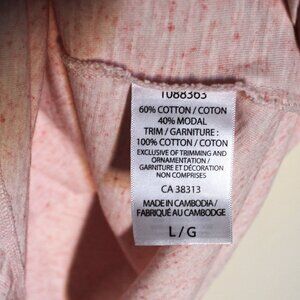 1088363
60% COTTON / COTON
40% MODAL
TRIM / GARNITURE :
100% COTTON / COTON
EXCLUSIVE OF TRIMMING AND
ORNAMENTATION /
GARNITURE ET DÉCORATION
NON COMPRISES
CA 38313
MADE IN CAMBODIA /
FABRIQUÉ AU CAMBODGE
L / G